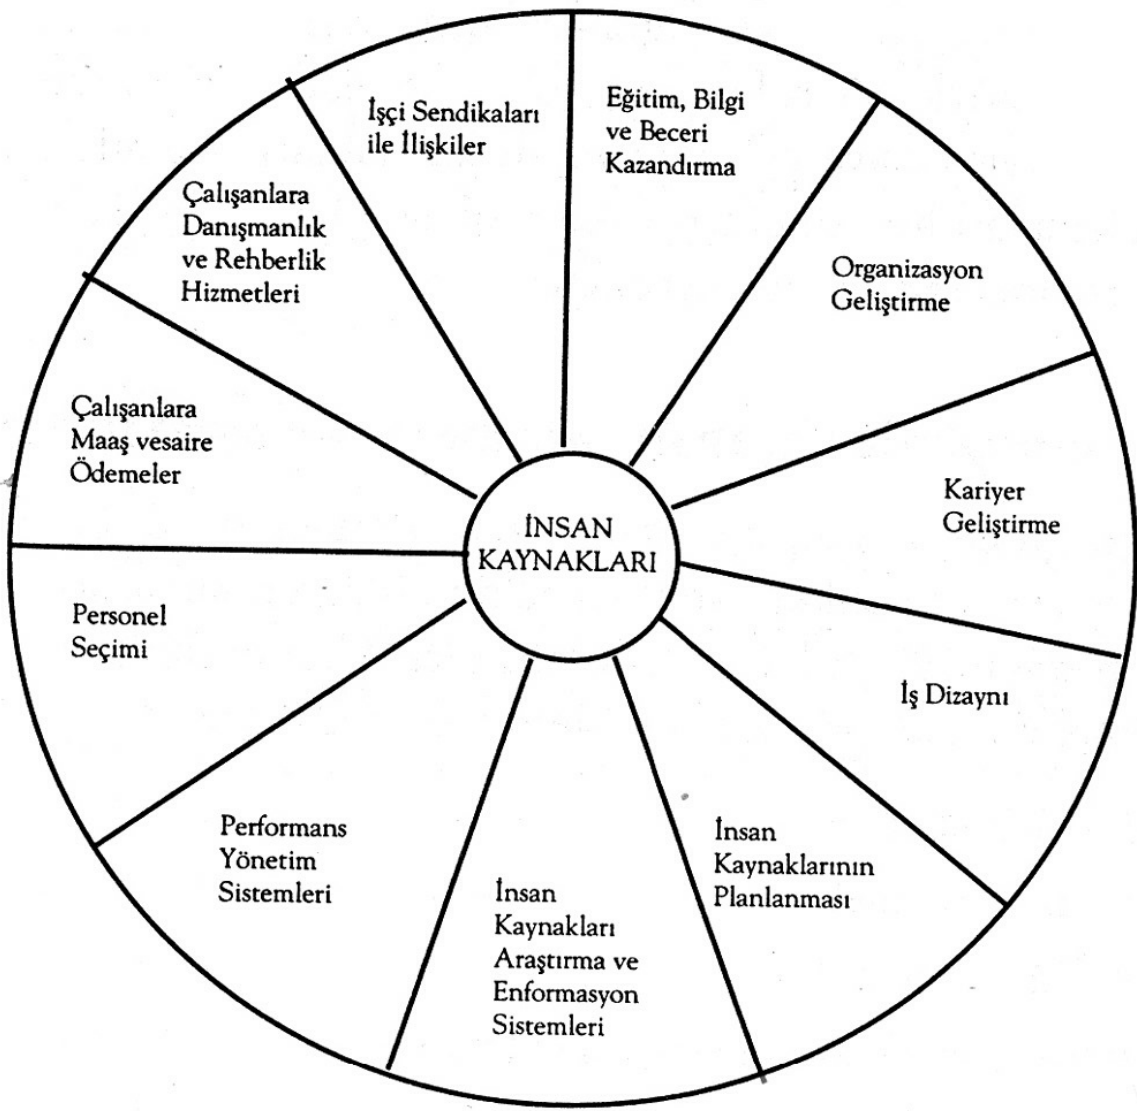 İşçi Sendikaları
ile İlişkiler
Eğitim, Bilgi
ve Beceri
Kazandırma
Organizasyon
Geliştirme
Kariyer
Geliştirme
İş Dizaynı
İnsan
Kaynaklarının
Planlanması
İnsan
Kaynakları
Araştırma ve
Enformasyon
Sistemleri
Performans
Yönetim
Sistemleri
Personel
Seçimi
Çalışanlara
Maaş vesaire
Ödemeler
Çalışanlara
Danışmanlık
ve Rehberlik
Hizmetleri
İNSAN
KAYNAKLARI